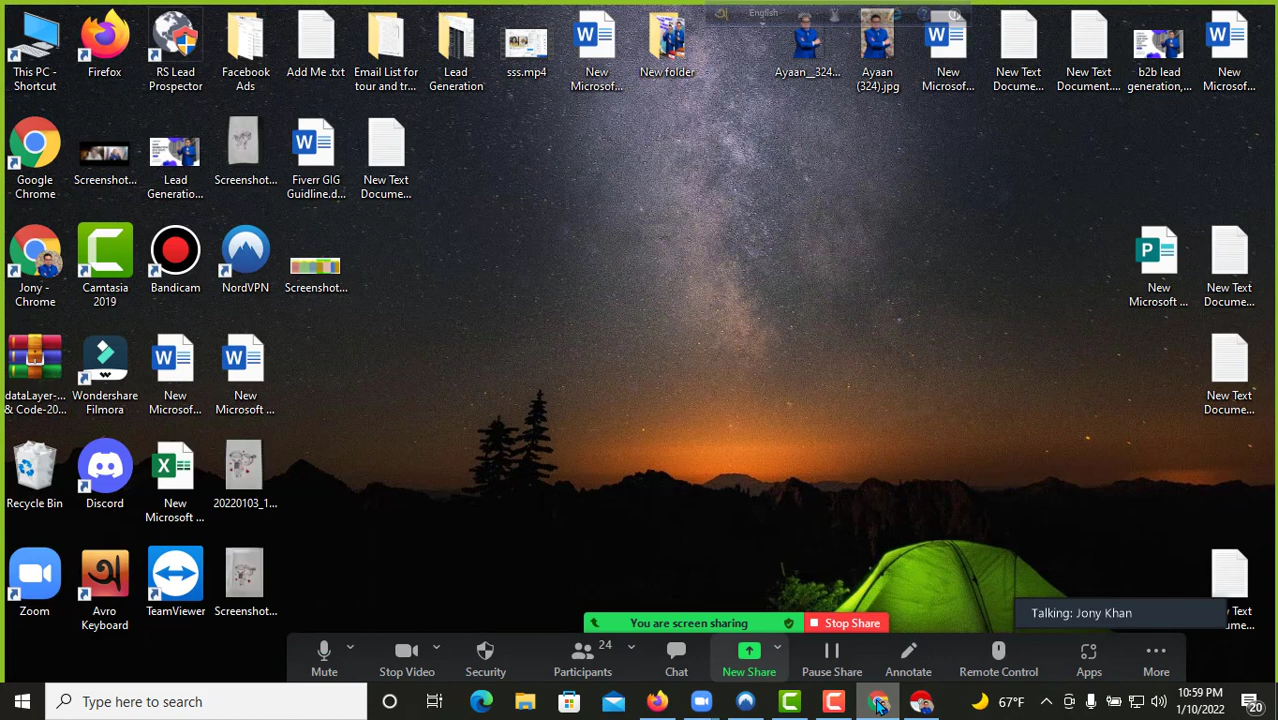 English
This PC - Shortcut
Firefox
RS Lead Prospector
Facebook Ads
Add Me .txt
Email List for tour and tr...
Lead Generation
sss.mp4
New Microsof...
New folder
Ayaan__324...
Ayaan (324).jpg
New Microsof...
New Text Docume...
New Text Document....
b2b lead generation,...
New Microsof...
Google Chrome
Screenshot...
Lead Generatio...
Screenshot...
Fiverr GIG Guidline.d...
New Text Docume...
Jony - Chrome
Camtasia 2019
Bandicam
NordVPN
Screenshot...
New Microsoft ...
New Text Docume...
dataLayer-... & Code-20...
Wondershare Filmora
New Microsof...
New Microsoft ...
New Text Docume...
Recycle Bin
Discord
New Microsoft ...
20220103_1...
Zoom
Avro Keyboard
TeamViewer
Screenshot...
Talking: Jony Khan
Text
Docume...
You are screen sharing
Stop Share
Mute
Stop Video
Security
Participants
24
Chat
New Share
Pause Share
Annotate
Remote Control
Apps
More
Type here to search
67°F
10:59 PM
1/10/2022
20